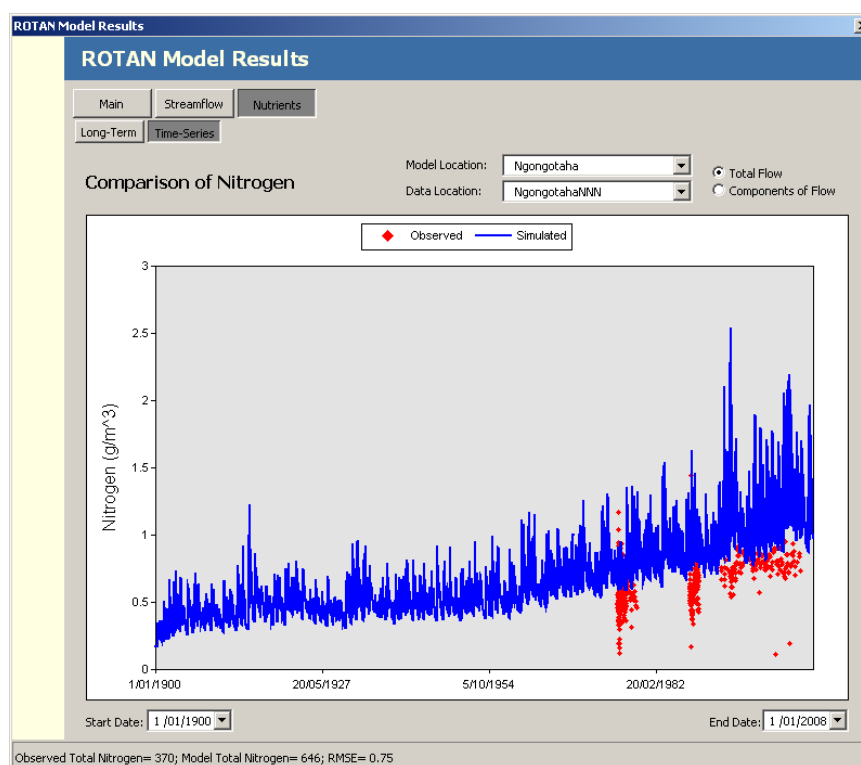 ROTAN Model Results
ROTAN Model Results
Main Streamflow Nutrients
Long-Term Time-Series
Comparison of Nitrogen
Model Location: Ngongotaha
Data Location: NgongotahaNNN
Total Flow
Components of Flow
Observed Simulated
Nitrogen (g/m^3)
3
2.5
2
1.5
1
0.5
0
1/01/1900 20/05/1927 5/10/1954 20/02/1982
Start Date: 1 /01/1900 End Date: 1 /01/2008
Observed Total Nitrogen= 370; Model Total Nitrogen= 646; RMSE= 0.75